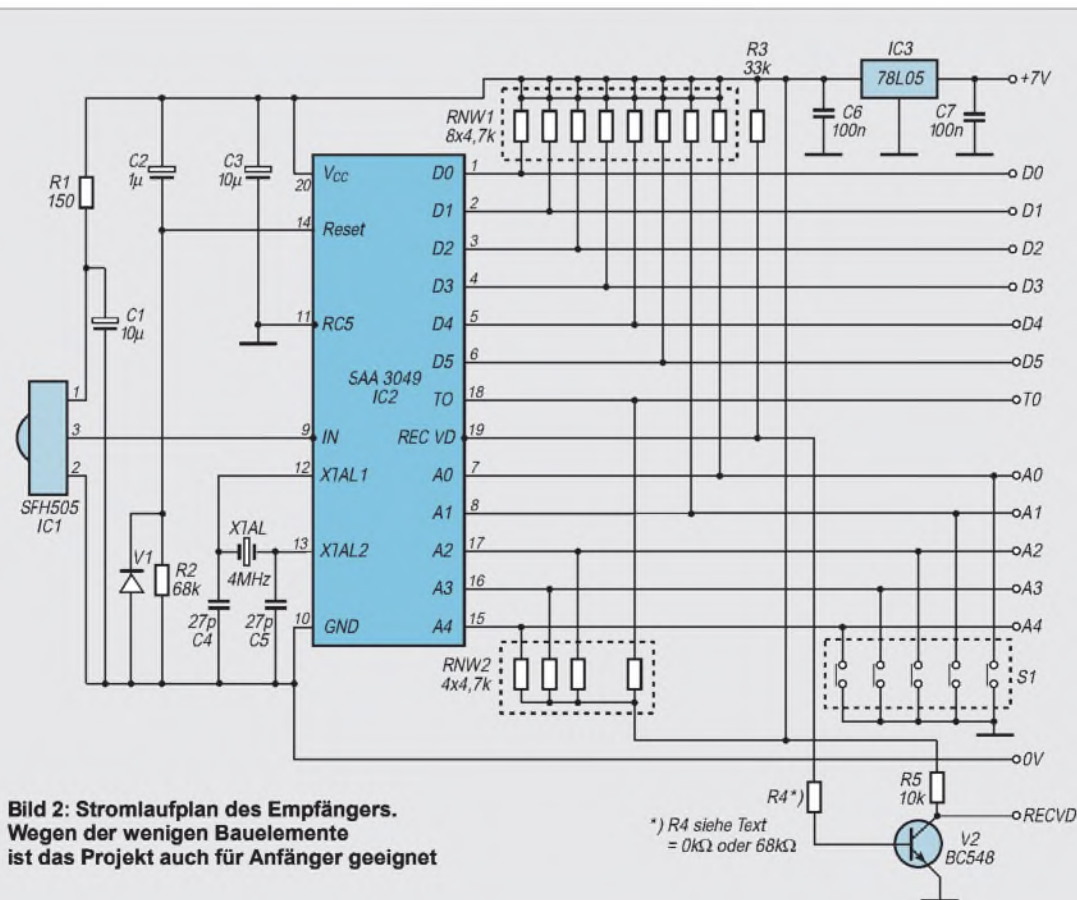 IC3
78L05
+7V
R3
33k
RNW1
8x4,7k
C6
100n
C7
100n
C2
1µ
C3
10µ
R1
150
C1
10µ
20
VCC
14
Reset
11
RC5
SAA 3049
IC2
9
IN
12
XTAL1
13
XTAL2
10
GND
D0
1
D0
D1
2
D1
D2
3
D2
D3
4
D3
D4
5
D4
D5
6
D5
TO
18
T0
REC VD
19
A0
7
A0
A1
8
A1
A2
17
A2
A3
16
A3
A4
15
A4
1
3
2
SFH505
IC1
XTAL
4MHz
V1
R2
68k
27p
C4
27p
C5
RNW2
4x4,7k
S1
0V
R4*)
R5
10k
RECVD
V2
BC548
*) R4 siehe Text
= 0kΩ oder 68kΩ
Bild 2: Stromlaufplan des Empfängers.
Wegen der wenigen Bauelemente
ist das Projekt auch für Anfänger geeignet